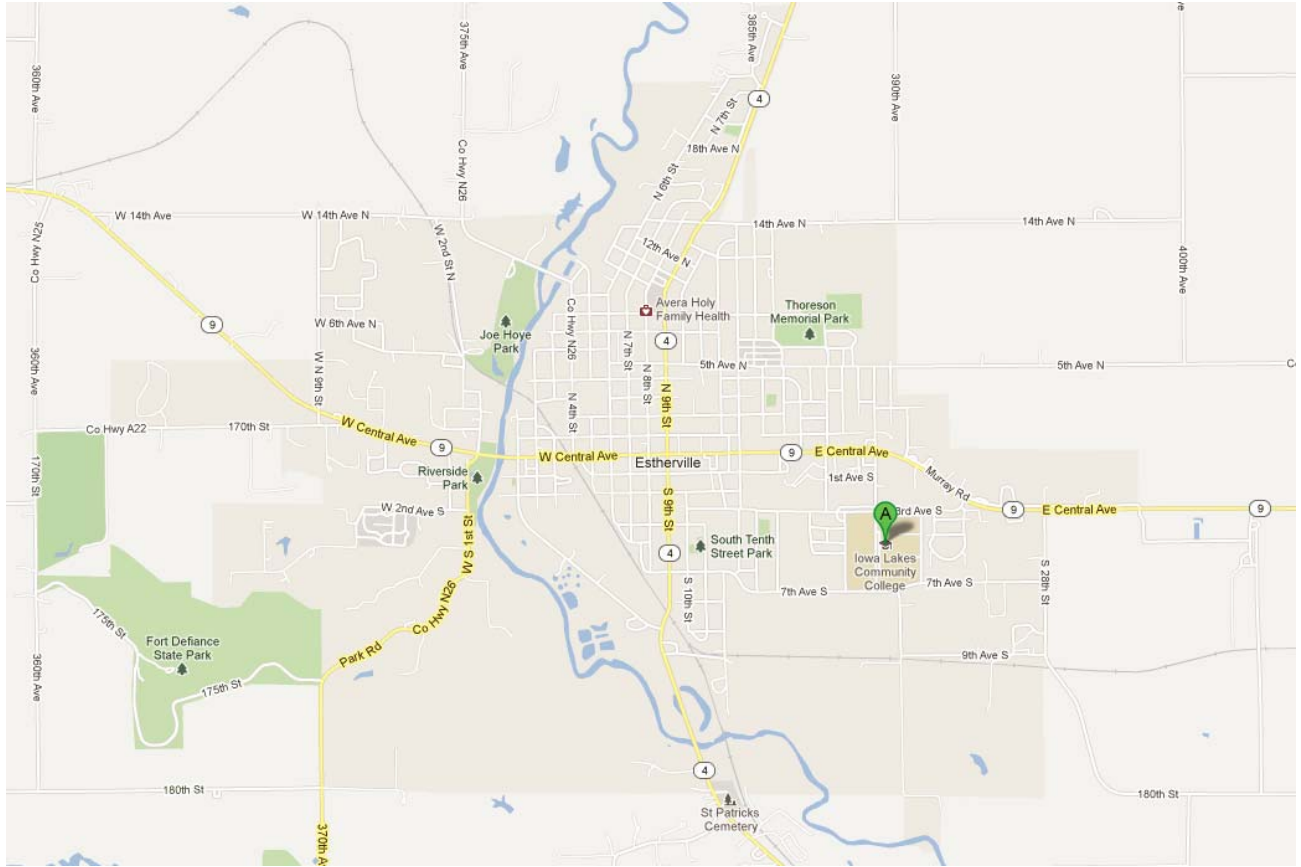 360th Ave
375th Ave
385th Ave
390th Ave
4
N 7th St
18th Ave N
N 6th St
Co Hwy N26
Co Hwy N25
W 14th Ave
W 14th Ave N
W 2nd St N
14th Ave N
14th Ave N
12th Ave N
400th Ave
9
Avera Holy
Family Health
Thoreson
Memorial Park
Co Hwy N26
W 6th Ave N
Joe Hoye
Park
4
N 7th St
N 8th St
360th Ave
W N 9th St
5th Ave N
5th Ave N
N 4th St
N 9th St
Co Hwy A22
170th St
W Central Ave
9
W Central Ave
Estherville
9
E Central Ave
170th St
Riverside
Park
1st Ave S
Murray Rd
W 2nd Ave S
S 9th St
A
3rd Ave S
9
E Central Ave
9
W S 1st St
4
South Tenth
Street Park
Iowa Lakes
Community
College
S 10th St
7th Ave S
7th Ave S
S 28th St
Co Hwy N26
175th St
Fort Defiance
State Park
Park Rd
9th Ave S
360th Ave
175th St
4
180th St
180th St
St Patricks
Cemetery
370th Av